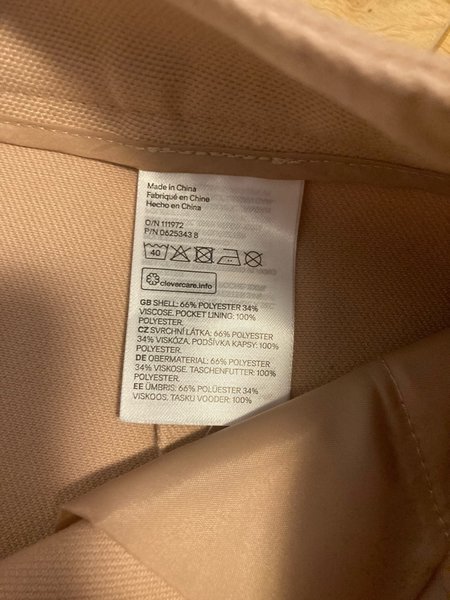 Made in China
Fabriqué en Chine
Hecho en China
O/N 111972
P/N 0625343 B
40
clevercare.info
GB SHELL: 66% POLYESTER 34%
VISCOSE. POCKET LINING: 100%
POLYESTER.
CZ SVRCHNÍ LÁTKA: 66% POLYESTER
34% VISKÓZA. PODŠÍVKA KAPSY: 100%
POLYESTER.
DE OBERMATERIAL: 66% POLYESTER
34% VISKOSE. TASCHENFUTTER: 100%
POLYESTER.
EE ÜMBRIS: 66% POLÜESTER 34%
VISKOOS. TASKU VOODER: 100%